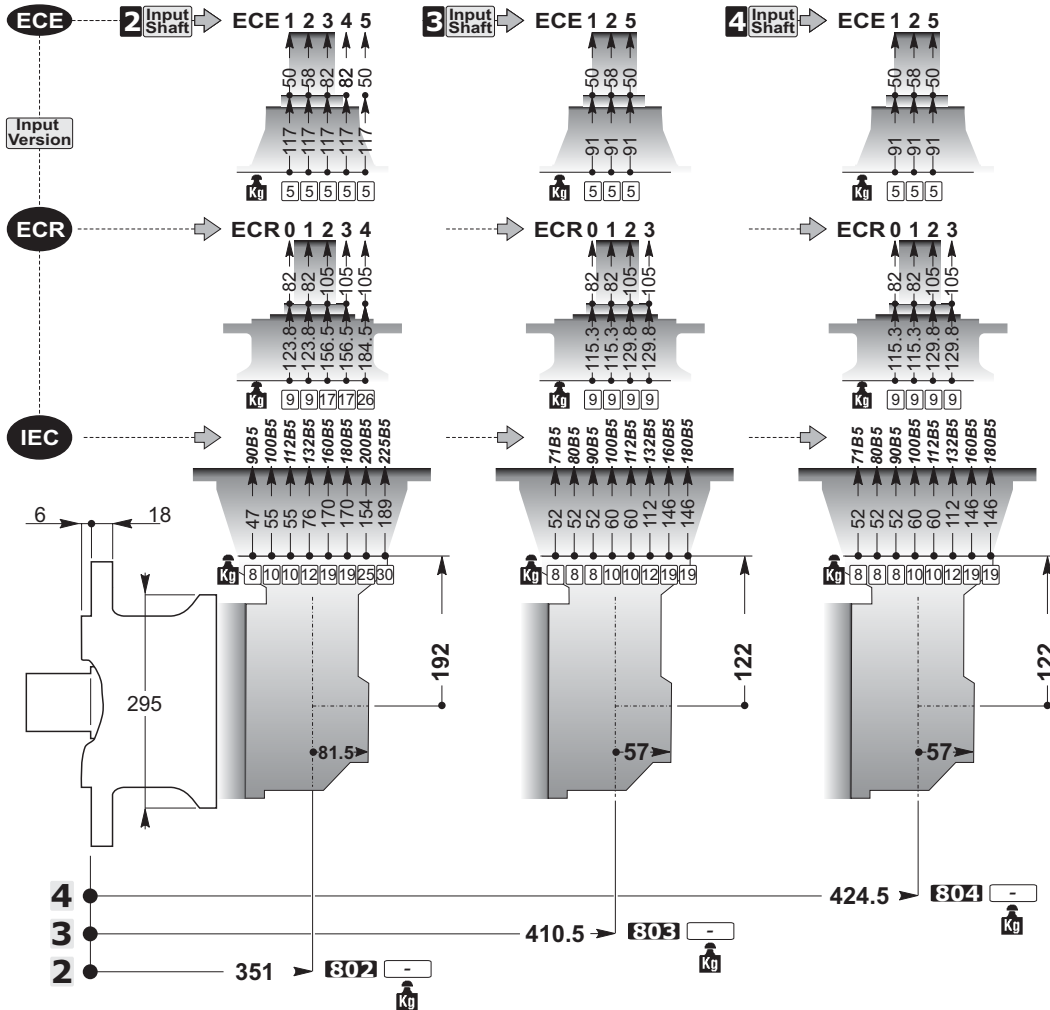 ECE 2 Input Shaft ECE 1 2 3 4 5 3 Input Shaft ECE 1 2 5 4 Input Shaft ECE 1 2 5
50 58 82 82 50 50 58 50 50 58 50
Input Version
117 117 117 117 117 91 91 91 91 91 91
Kg 5 5 5 5 5 Kg 5 5 5 Kg 5 5 5
ECR ECR 0 1 2 3 4 ECR 0 1 2 3 ECR 0 1 2 3
82 82 105 105 105 82 82 105 105 82 82 105 105
123.8 123.8 156.5 156.5 184.5 115.3 115.3 129.8 129.8 115.3 115.3 129.8 129.8
Kg 9 9 17 17 26 Kg 9 9 9 9 Kg 9 9 9 9
IEC 90B5 100B5 112B5 132B5 160B5 180B5 200B5 225B5 71B5 80B5 90B5 100B5 112B5 132B5 160B5 180B5 71B5 80B5 90B5 100B5 112B5 132B5 160B5 180B5
6 18 47 55 55 76 170 170 154 189 52 52 52 60 60 112 146 146 52 52 52 60 60 112 146 146
Kg 8 10 10 12 19 19 25 30 Kg 8 8 8 10 10 12 19 19 Kg 8 8 8 10 10 12 19 19
192 122 122
295
81.5 57 57
4 424.5 804 -
Kg
3 410.5 803 -
Kg
2 351 802 -
Kg